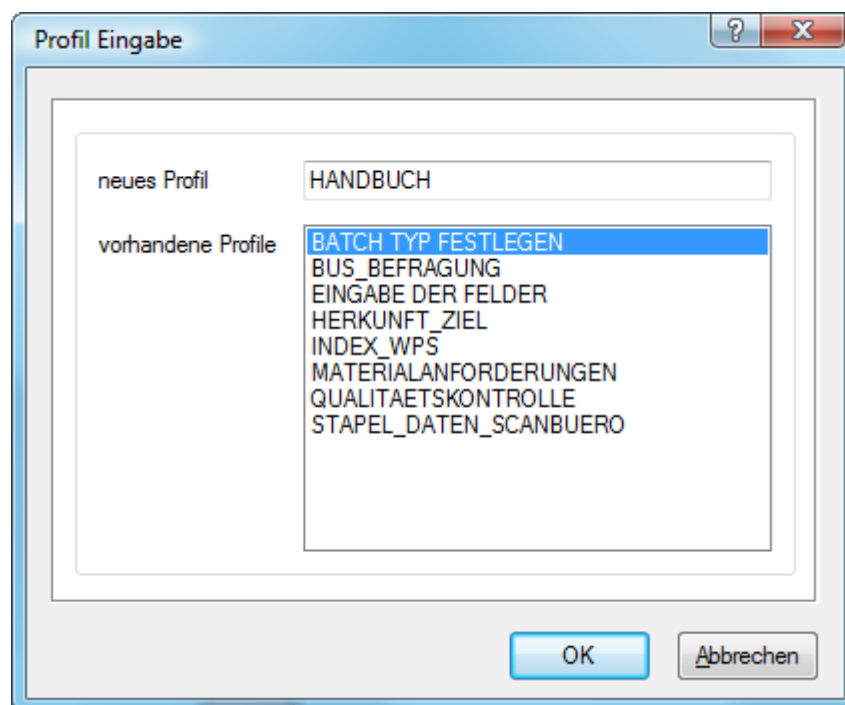 Profil Eingabe
?
neues Profil HANDBUCH
vorhandene Profile BATCH TYP FESTLEGEN
BUS_BEFRAGUNG
EINGABE DER FELDER
HERKUNFT_ZIEL
INDEX_WPS
MATERIALANFORDERUNGEN
QUALITAETSKONTROLLE
STAPEL_DATEN_SCANBUERO
OK Abbrechen